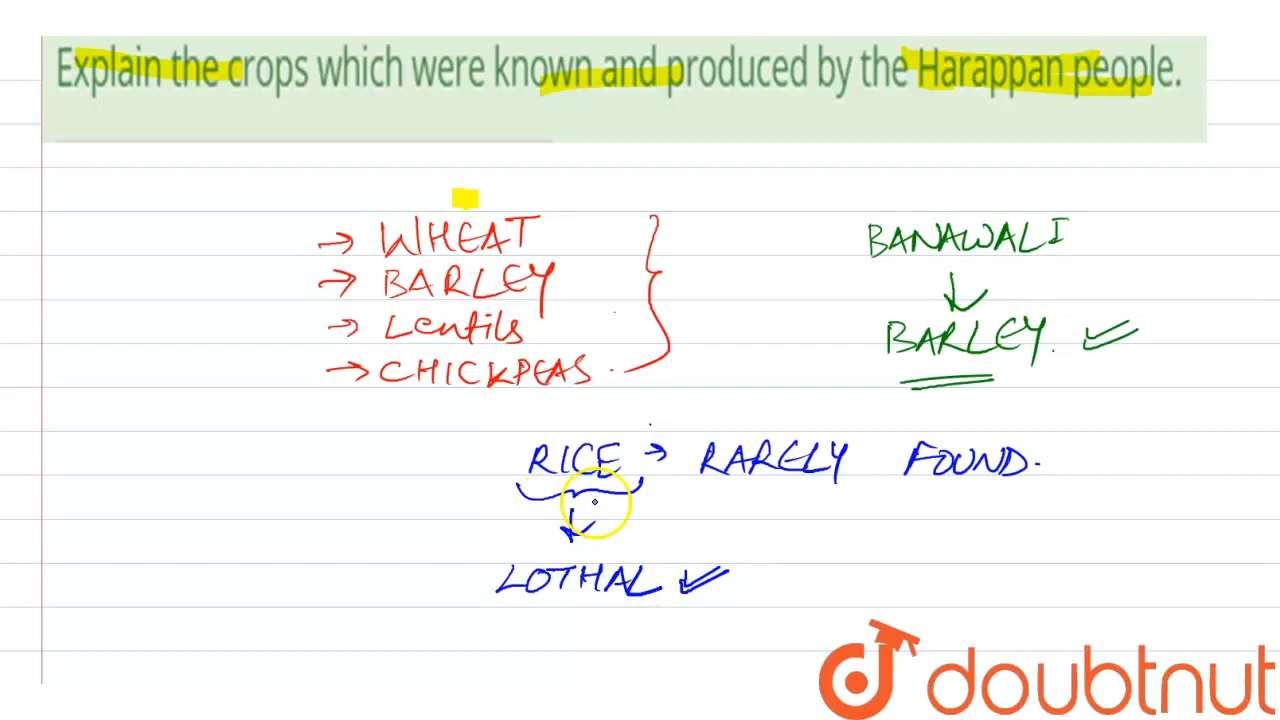 Explain the crops which were known and produced by the Harappan people.
→ WHEAT
→ BARLEY
→ Lentils
→ CHICKPEAS.
BANAWALI
↓
BARLEY. ✓
RICE → RARELY FOUND.
↓
LOTHAL ✓
doubtnut